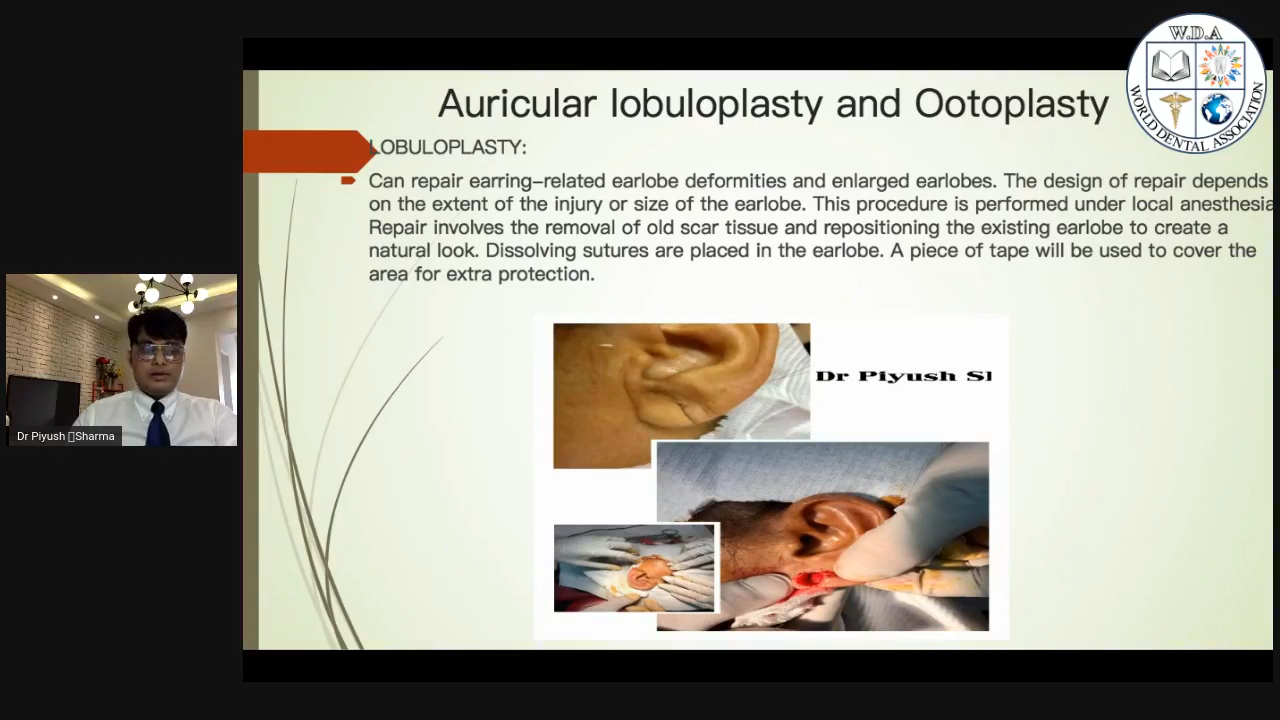 W.D.A
WORLD DENTAL ASSOCIATION
Auricular lobuloplasty and Ootoplasty
LOBULOPLASTY:
Can repair earring-related earlobe deformities and enlarged earlobes. The design of repair depends
on the extent of the injury or size of the earlobe. This procedure is performed under local anesthesia
Repair involves the removal of old scar tissue and repositioning the existing earlobe to create a
natural look. Dissolving sutures are placed in the earlobe. A piece of tape will be used to cover the
area for extra protection.
Dr Piyush Sl
Dr Piyush Sharma